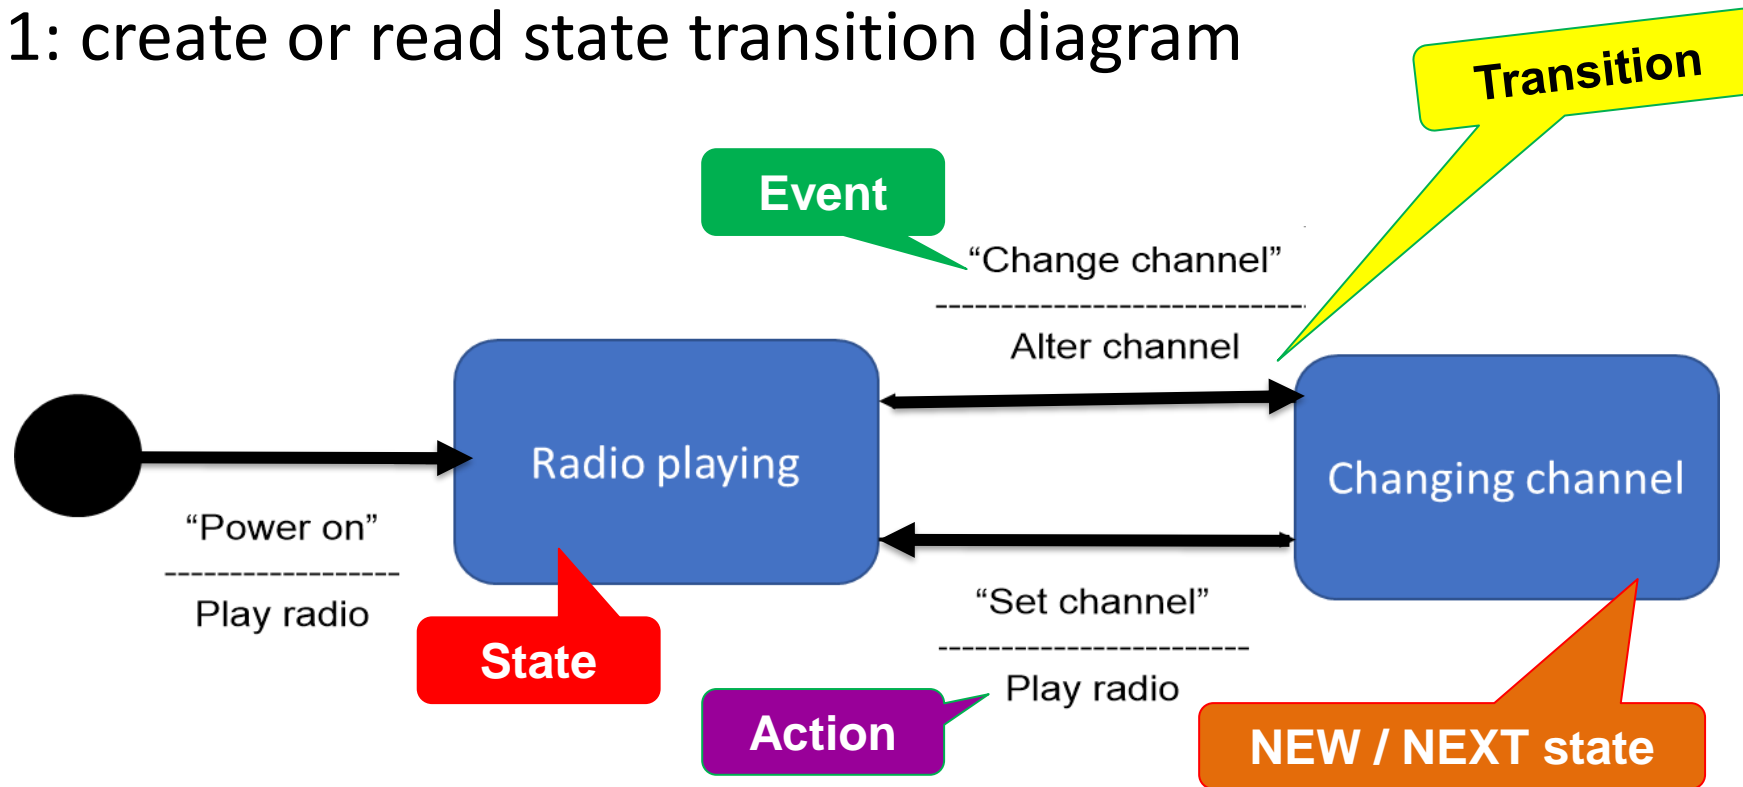 1: create or read state transition diagram
Transition
Event
“Change channel”
----------------------------
Alter channel
Radio playing
Changing channel
“Power on”
------------------
Play radio
“Set channel”
------------------------
Play radio
State
Action
NEW / NEXT state